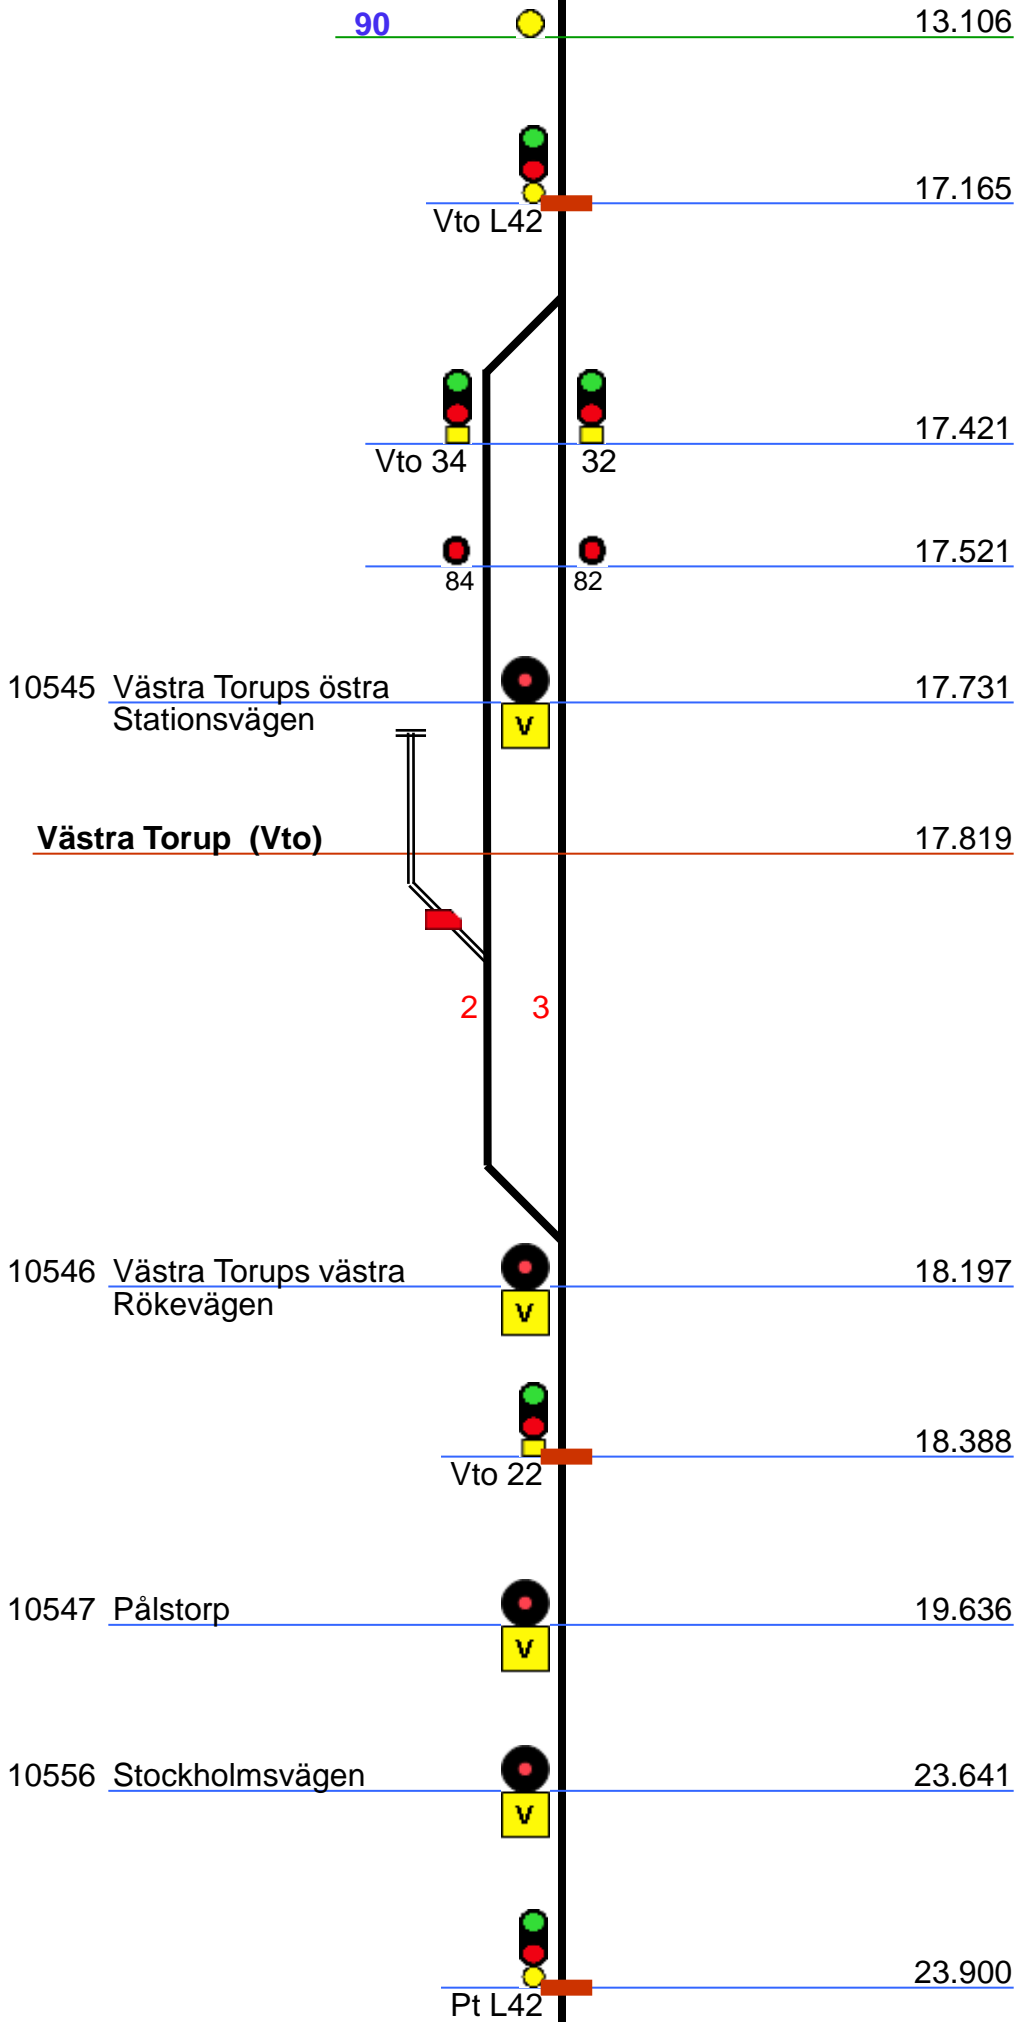 90 13.106
17.165
Vto L42
17.421
Vto 34 32
17.521
84 82
10545 Västra Torups östra 17.731
Stationsvägen
V
Västra Torup (Vto) 17.819
2 3
10546 Västra Torups västra 18.197
Rökevägen
V
18.388
Vto 22
10547 Pålstorp 19.636
V
10556 Stockholmsvägen 23.641
V
23.900
Pt L42